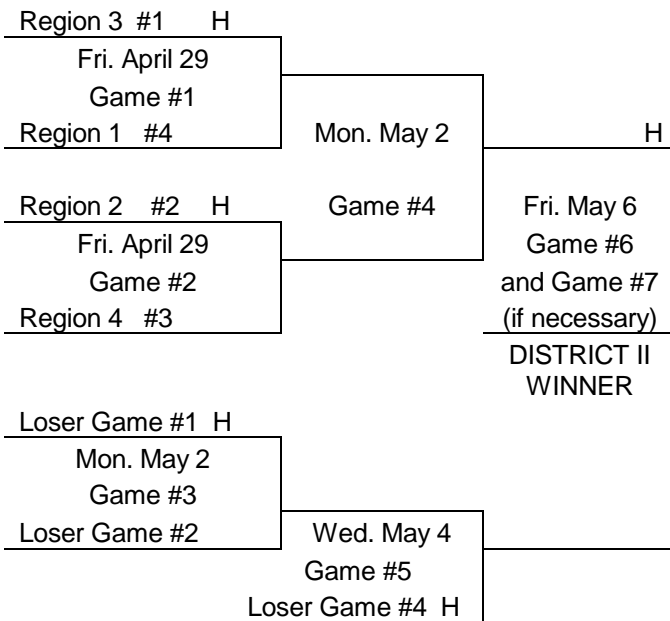 Region 3 #1 H
Fri. April 29
Game #1
Region 1 #4
Mon. May 2
H
Region 2 #2 H
Game #4
Fri. May 6
Fri. April 29
Game #6
Game #2
and Game #7
Region 4 #3
(if necessary)
DISTRICT II
WINNER
Loser Game #1 H
Mon. May 2
Game #3
Loser Game #2
Wed. May 4
Game #5
Loser Game #4 H